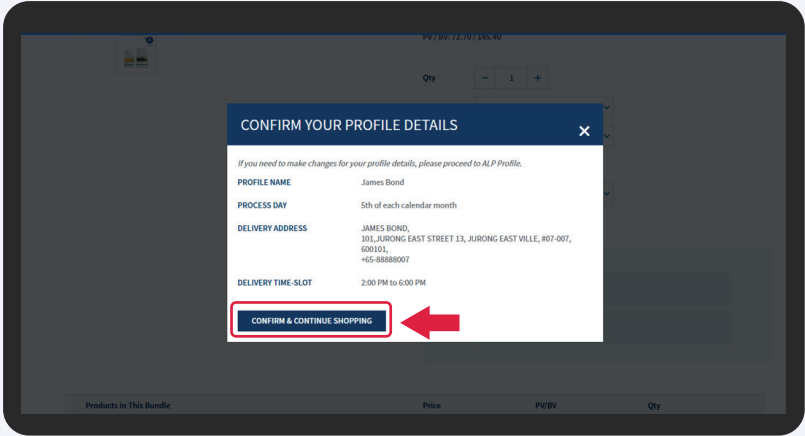 PV / BV: 72.70 / 145.40
Qty
− 1 +
CONFIRM YOUR PROFILE DETAILS
If you need to make changes for your profile details, please proceed to ALP Profile.
PROFILE NAME James Bond
PROCESS DAY 5th of each calendar month
DELIVERY ADDRESS JAMES BOND,
101,JURONG EAST STREET 13, JURONG EAST VILLE, #07-007,
600101,
+65-88888007
DELIVERY TIME-SLOT 2:00 PM to 6:00 PM
CONFIRM & CONTINUE SHOPPING
Products In This Bundle Price PV/BV Qty